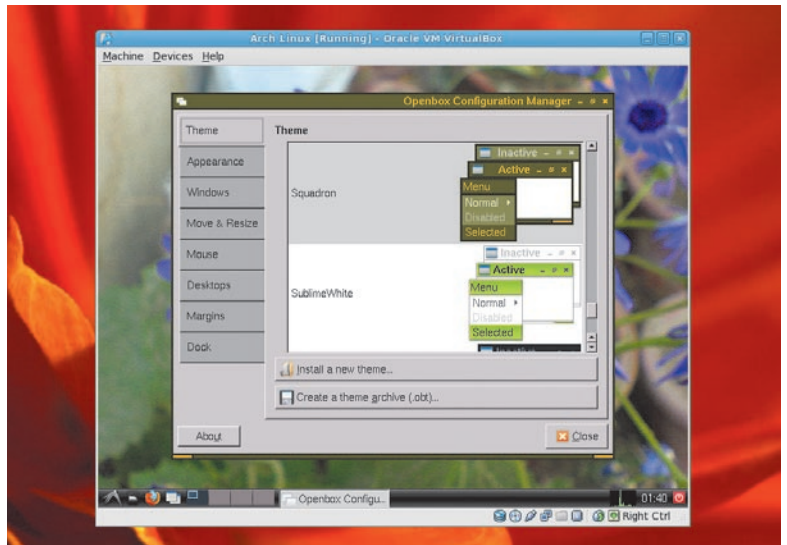 Arch Linux [Running] - Oracle VM VirtualBox
Machine Devices Help
Openbox Configuration Manager
Theme
Appearance
Windows
Move & Resize
Mouse
Desktops
Margins
Dock
Theme
Squadron
Inactive
Active
Menu
Normal
Disabled
Selected
SublimeWhite
Inactive
Active
Menu
Normal
Disabled
Selected
Inactive
Install a new theme...
Create a theme archive (.obt)...
About
Close
Openbox Configu...
01:40
Right Ctrl